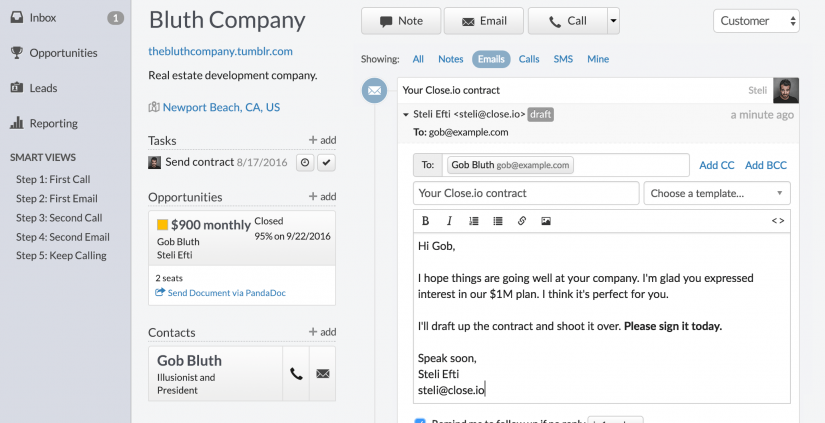 Inbox
1
Opportunities
Leads
Reporting
SMART VIEWS
Step 1: First Call
Step 2: First Email
Step 3: Second Call
Step 4: Second Email
Step 5: Keep Calling
Bluth Company
thebluthcompany.tumblr.com
Real estate development company.
Newport Beach, CA, US
Tasks
+ add
Send contract 8/17/2016
Opportunities
+ add
$900 monthly
Closed
95% on 9/22/2016
Gob Bluth
Steli Efti
2 seats
Send Document via PandaDoc
Contacts
+ add
Gob Bluth
Illusionist and
President
Note
Email
Call
Customer
Showing: All Notes Emails Calls SMS Mine
Your Close.io contract
Steli
Steli Efti <steli@close.io> draft
a minute ago
To: gob@example.com
To: Gob Bluth gob@example.com
Add CC Add BCC
Your Close.io contract
Choose a template...
B I <>
Hi Gob,
I hope things are going well at your company. I'm glad you expressed
interest in our $1M plan. I think it's perfect for you.
I'll draft up the contract and shoot it over. Please sign it today.
Speak soon,
Steli Efti
steli@close.io
Remind me to follow up if no reply